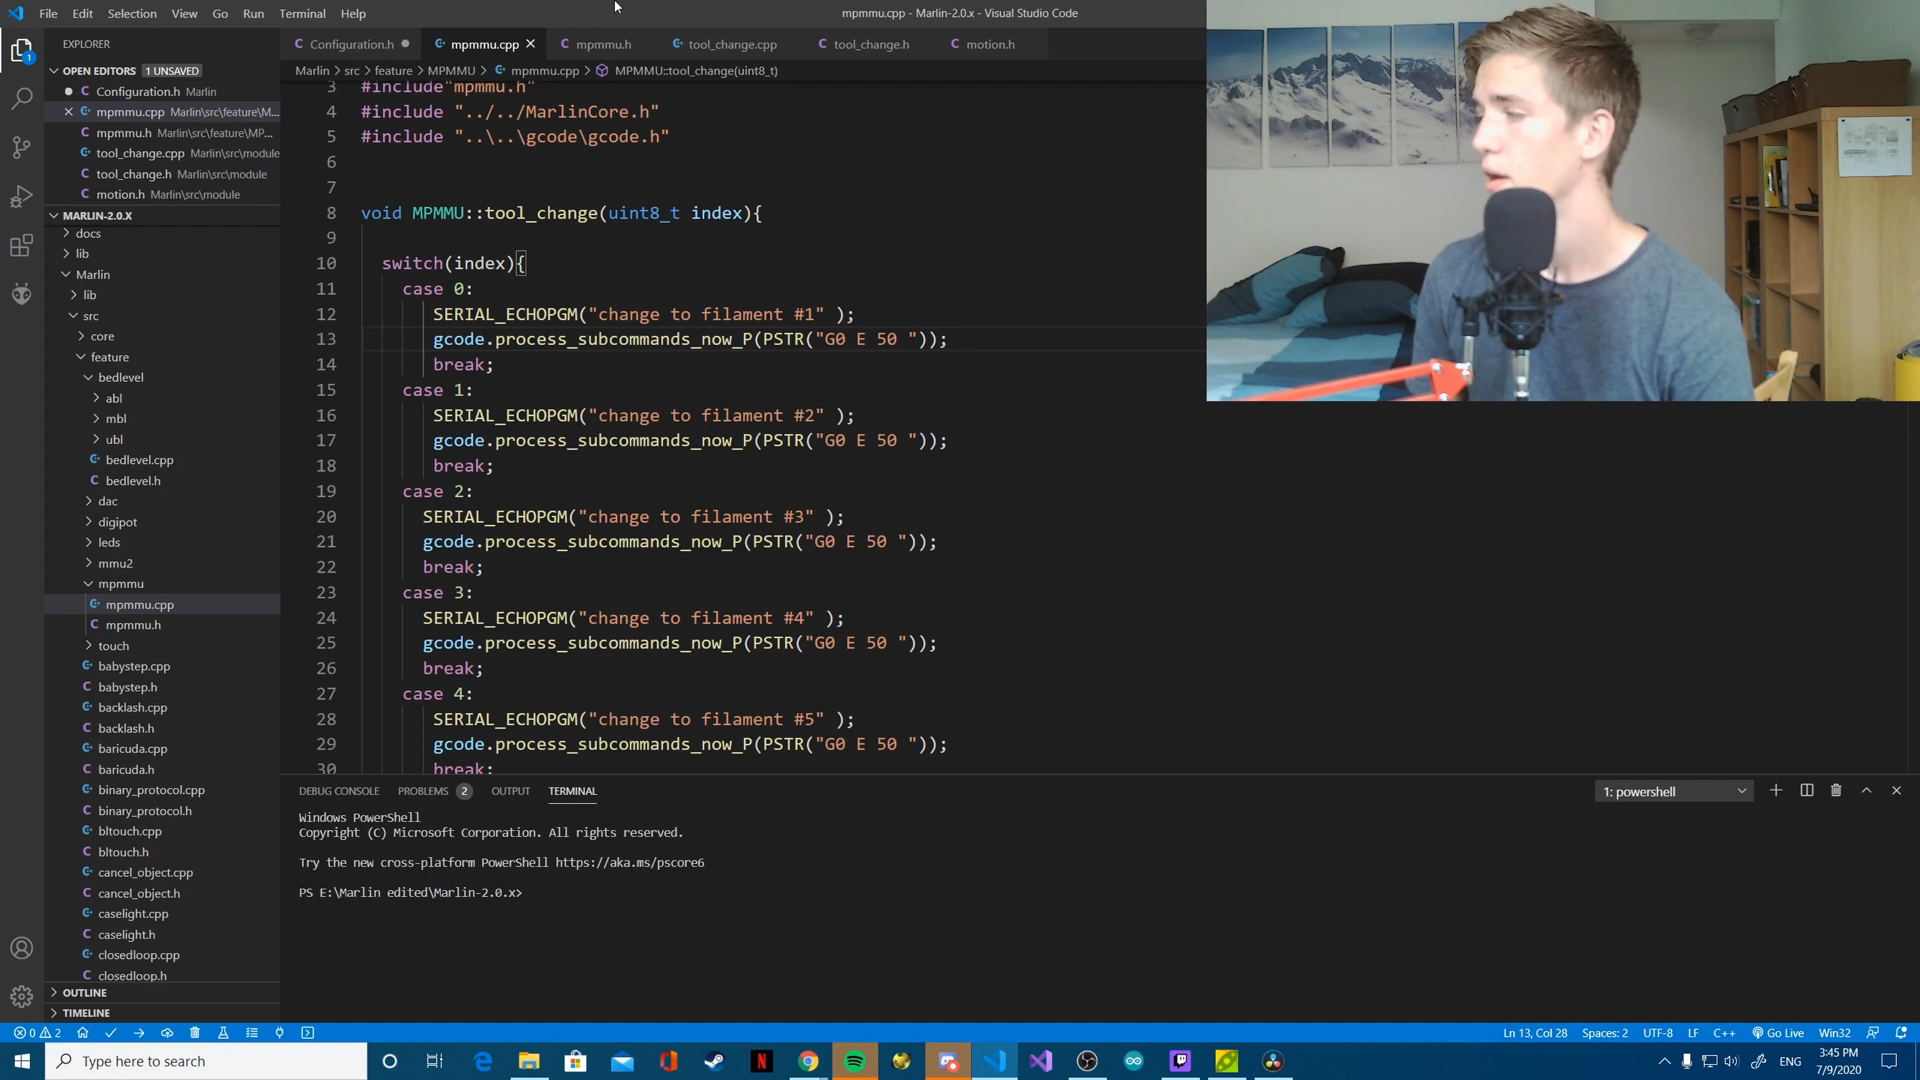 File Edit Selection View Go Run Terminal Help
mpmmu.cpp - Marlin-2.0.x - Visual Studio Code
EXPLORER
Configuration.h
mpmmu.cpp
mpmmu.h
tool_change.cpp
tool_change.h
motion.h
OPEN EDITORS 1 UNSAVED
Marlin > src > feature > MPMMU > mpmmu.cpp > MPMMU::tool_change(uint8_t)
Configuration.h Marlin
mpmmu.cpp Marlin\src\feature\M...
mpmmu.h Marlin\src\feature\MP...
tool_change.cpp Marlin\src\module
tool_change.h Marlin\src\module
motion.h Marlin\src\module
MARLIN-2.0.X
docs
lib
Marlin
lib
src
core
feature
bedlevel
abl
mbl
ubl
bedlevel.cpp
bedlevel.h
dac
digipot
leds
mmu2
mpmmu
mpmmu.cpp
mpmmu.h
touch
babystep.cpp
babystep.h
backlash.cpp
backlash.h
baricuda.cpp
baricuda.h
binary_protocol.cpp
binary_protocol.h
bltouch.cpp
bltouch.h
cancel_object.cpp
cancel_object.h
caselight.cpp
caselight.h
closedloop.cpp
closedloop.h
OUTLINE
TIMELINE
3 #include"mpmmu.h"
4 #include "../../MarlinCore.h"
5 #include "..\..\gcode\gcode.h"
6
7
8 void MPMMU::tool_change(uint8_t index){
9
10 switch(index){
11 case 0:
12 SERIAL_ECHOPGM("change to filament #1" );
13 gcode.process_subcommands_now_P(PSTR("G0 E 50 "));
14 break;
15 case 1:
16 SERIAL_ECHOPGM("change to filament #2" );
17 gcode.process_subcommands_now_P(PSTR("G0 E 50 "));
18 break;
19 case 2:
20 SERIAL_ECHOPGM("change to filament #3" );
21 gcode.process_subcommands_now_P(PSTR("G0 E 50 "));
22 break;
23 case 3:
24 SERIAL_ECHOPGM("change to filament #4" );
25 gcode.process_subcommands_now_P(PSTR("G0 E 50 "));
26 break;
27 case 4:
28 SERIAL_ECHOPGM("change to filament #5" );
29 gcode.process_subcommands_now_P(PSTR("G0 E 50 "));
30 break;
DEBUG CONSOLE PROBLEMS 2 OUTPUT TERMINAL
1: powershell
Windows PowerShell
Copyright (C) Microsoft Corporation. All rights reserved.
Try the new cross-platform PowerShell https://aka.ms/pscore6
PS E:\Marlin edited\Marlin-2.0.x>
0 2
Ln 13, Col 28 Spaces: 2 UTF-8 LF C++ Go Live Win32
Type here to search
ENG
3:45 PM
7/9/2020